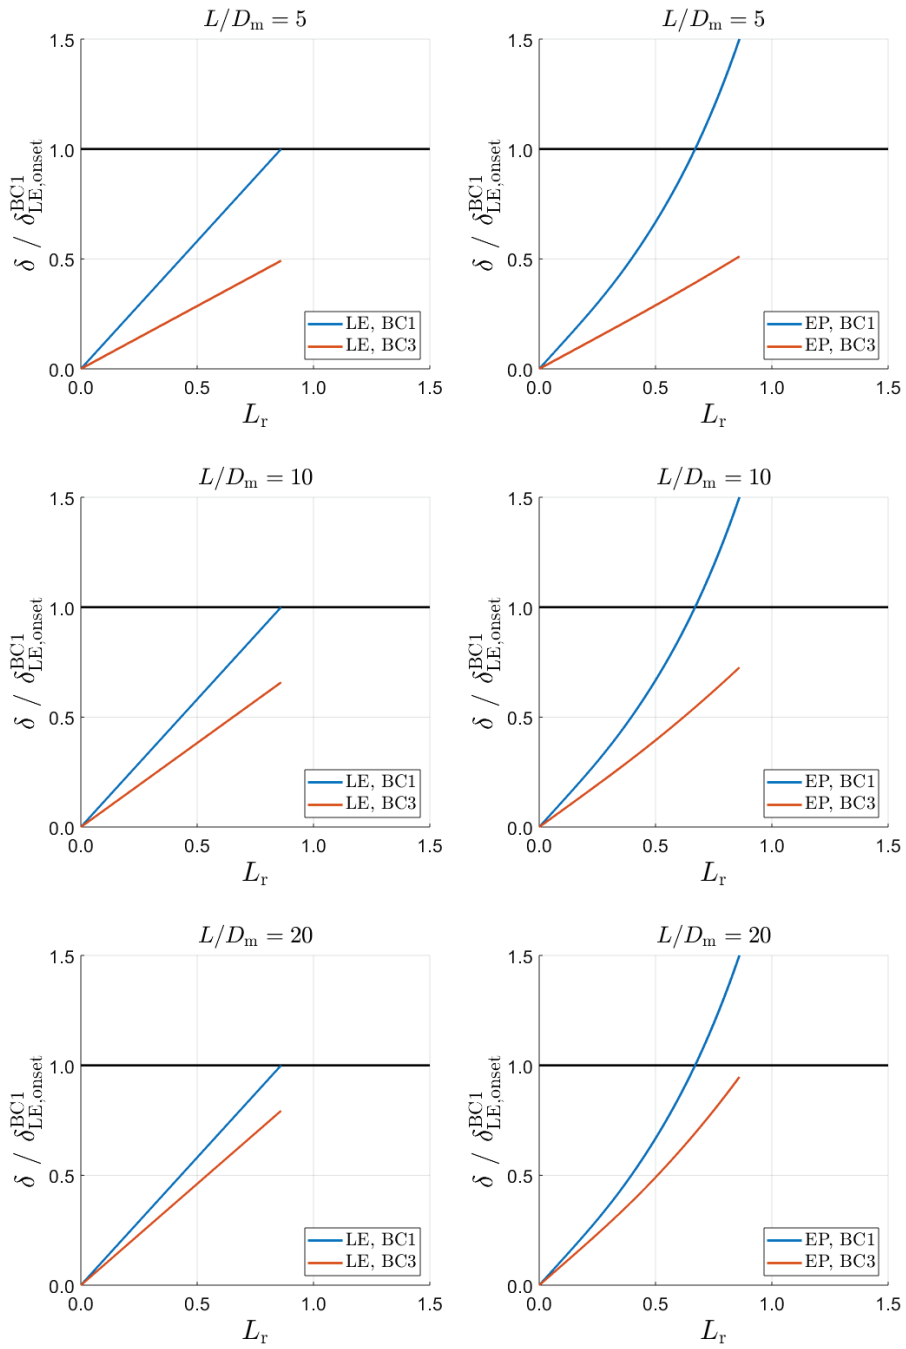 L/Dm = 5
1.5
1.0
0.5
0.0
δ / δ^BC1_LE,onset
LE, BC1
LE, BC3
0.0 0.5 1.0 1.5
Lr
L/Dm = 5
1.5
1.0
0.5
0.0
δ / δ^BC1_LE,onset
EP, BC1
EP, BC3
0.0 0.5 1.0 1.5
Lr
L/Dm = 10
1.5
1.0
0.5
0.0
δ / δ^BC1_LE,onset
LE, BC1
LE, BC3
0.0 0.5 1.0 1.5
Lr
L/Dm = 10
1.5
1.0
0.5
0.0
δ / δ^BC1_LE,onset
EP, BC1
EP, BC3
0.0 0.5 1.0 1.5
Lr
L/Dm = 20
1.5
1.0
0.5
0.0
δ / δ^BC1_LE,onset
LE, BC1
LE, BC3
0.0 0.5 1.0 1.5
Lr
L/Dm = 20
1.5
1.0
0.5
0.0
δ / δ^BC1_LE,onset
EP, BC1
EP, BC3
0.0 0.5 1.0 1.5
Lr